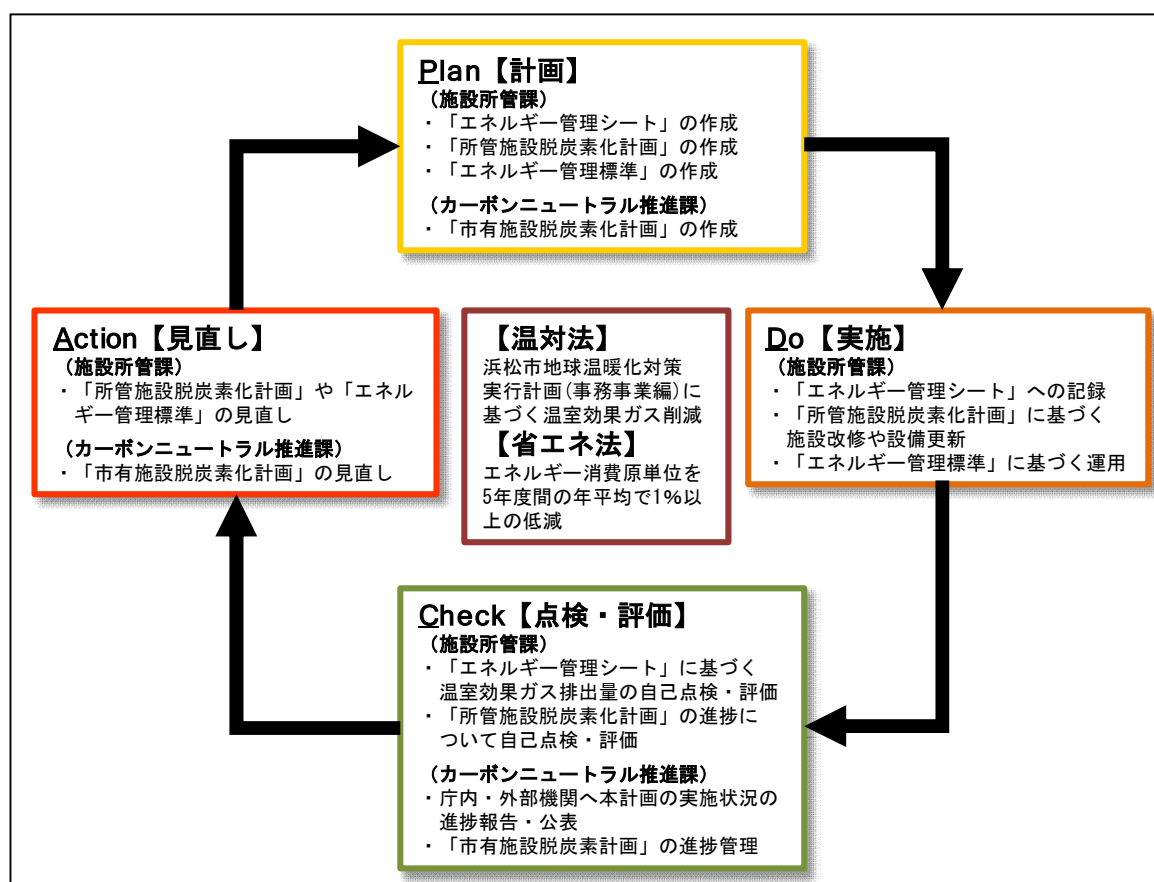 Plan【計画】
（施設所管課）
・「エネルギー管理シート」の作成
・「所管施設脱炭素化計画」の作成
・「エネルギー管理標準」の作成
（カーボンニュートラル推進課）
・「市有施設脱炭素化計画」の作成
Action【見直し】
（施設所管課）
・「所管施設脱炭素化計画」や「エネル
ギー管理標準」の見直し
（カーボンニュートラル推進課）
・「市有施設脱炭素化計画」の見直し
【温対法】
浜松市地球温暖化対策
実行計画(事務事業編)に
基づく温室効果ガス削減
【省エネ法】
エネルギー消費原単位を
5年度間の年平均で1%以
上の低減
Do【実施】
（施設所管課）
・「エネルギー管理シート」への記録
・「所管施設脱炭素化計画」に基づく
施設改修や設備更新
・「エネルギー管理標準」に基づく運用
Check【点検・評価】
（施設所管課）
・「エネルギー管理シート」に基づく
温室効果ガス排出量の自己点検・評価
・「所管施設脱炭素化計画」の進捗に
ついて自己点検・評価
（カーボンニュートラル推進課）
・庁内・外部機関へ本計画の実施状況の
進捗報告・公表
・「市有施設脱炭素計画」の進捗管理